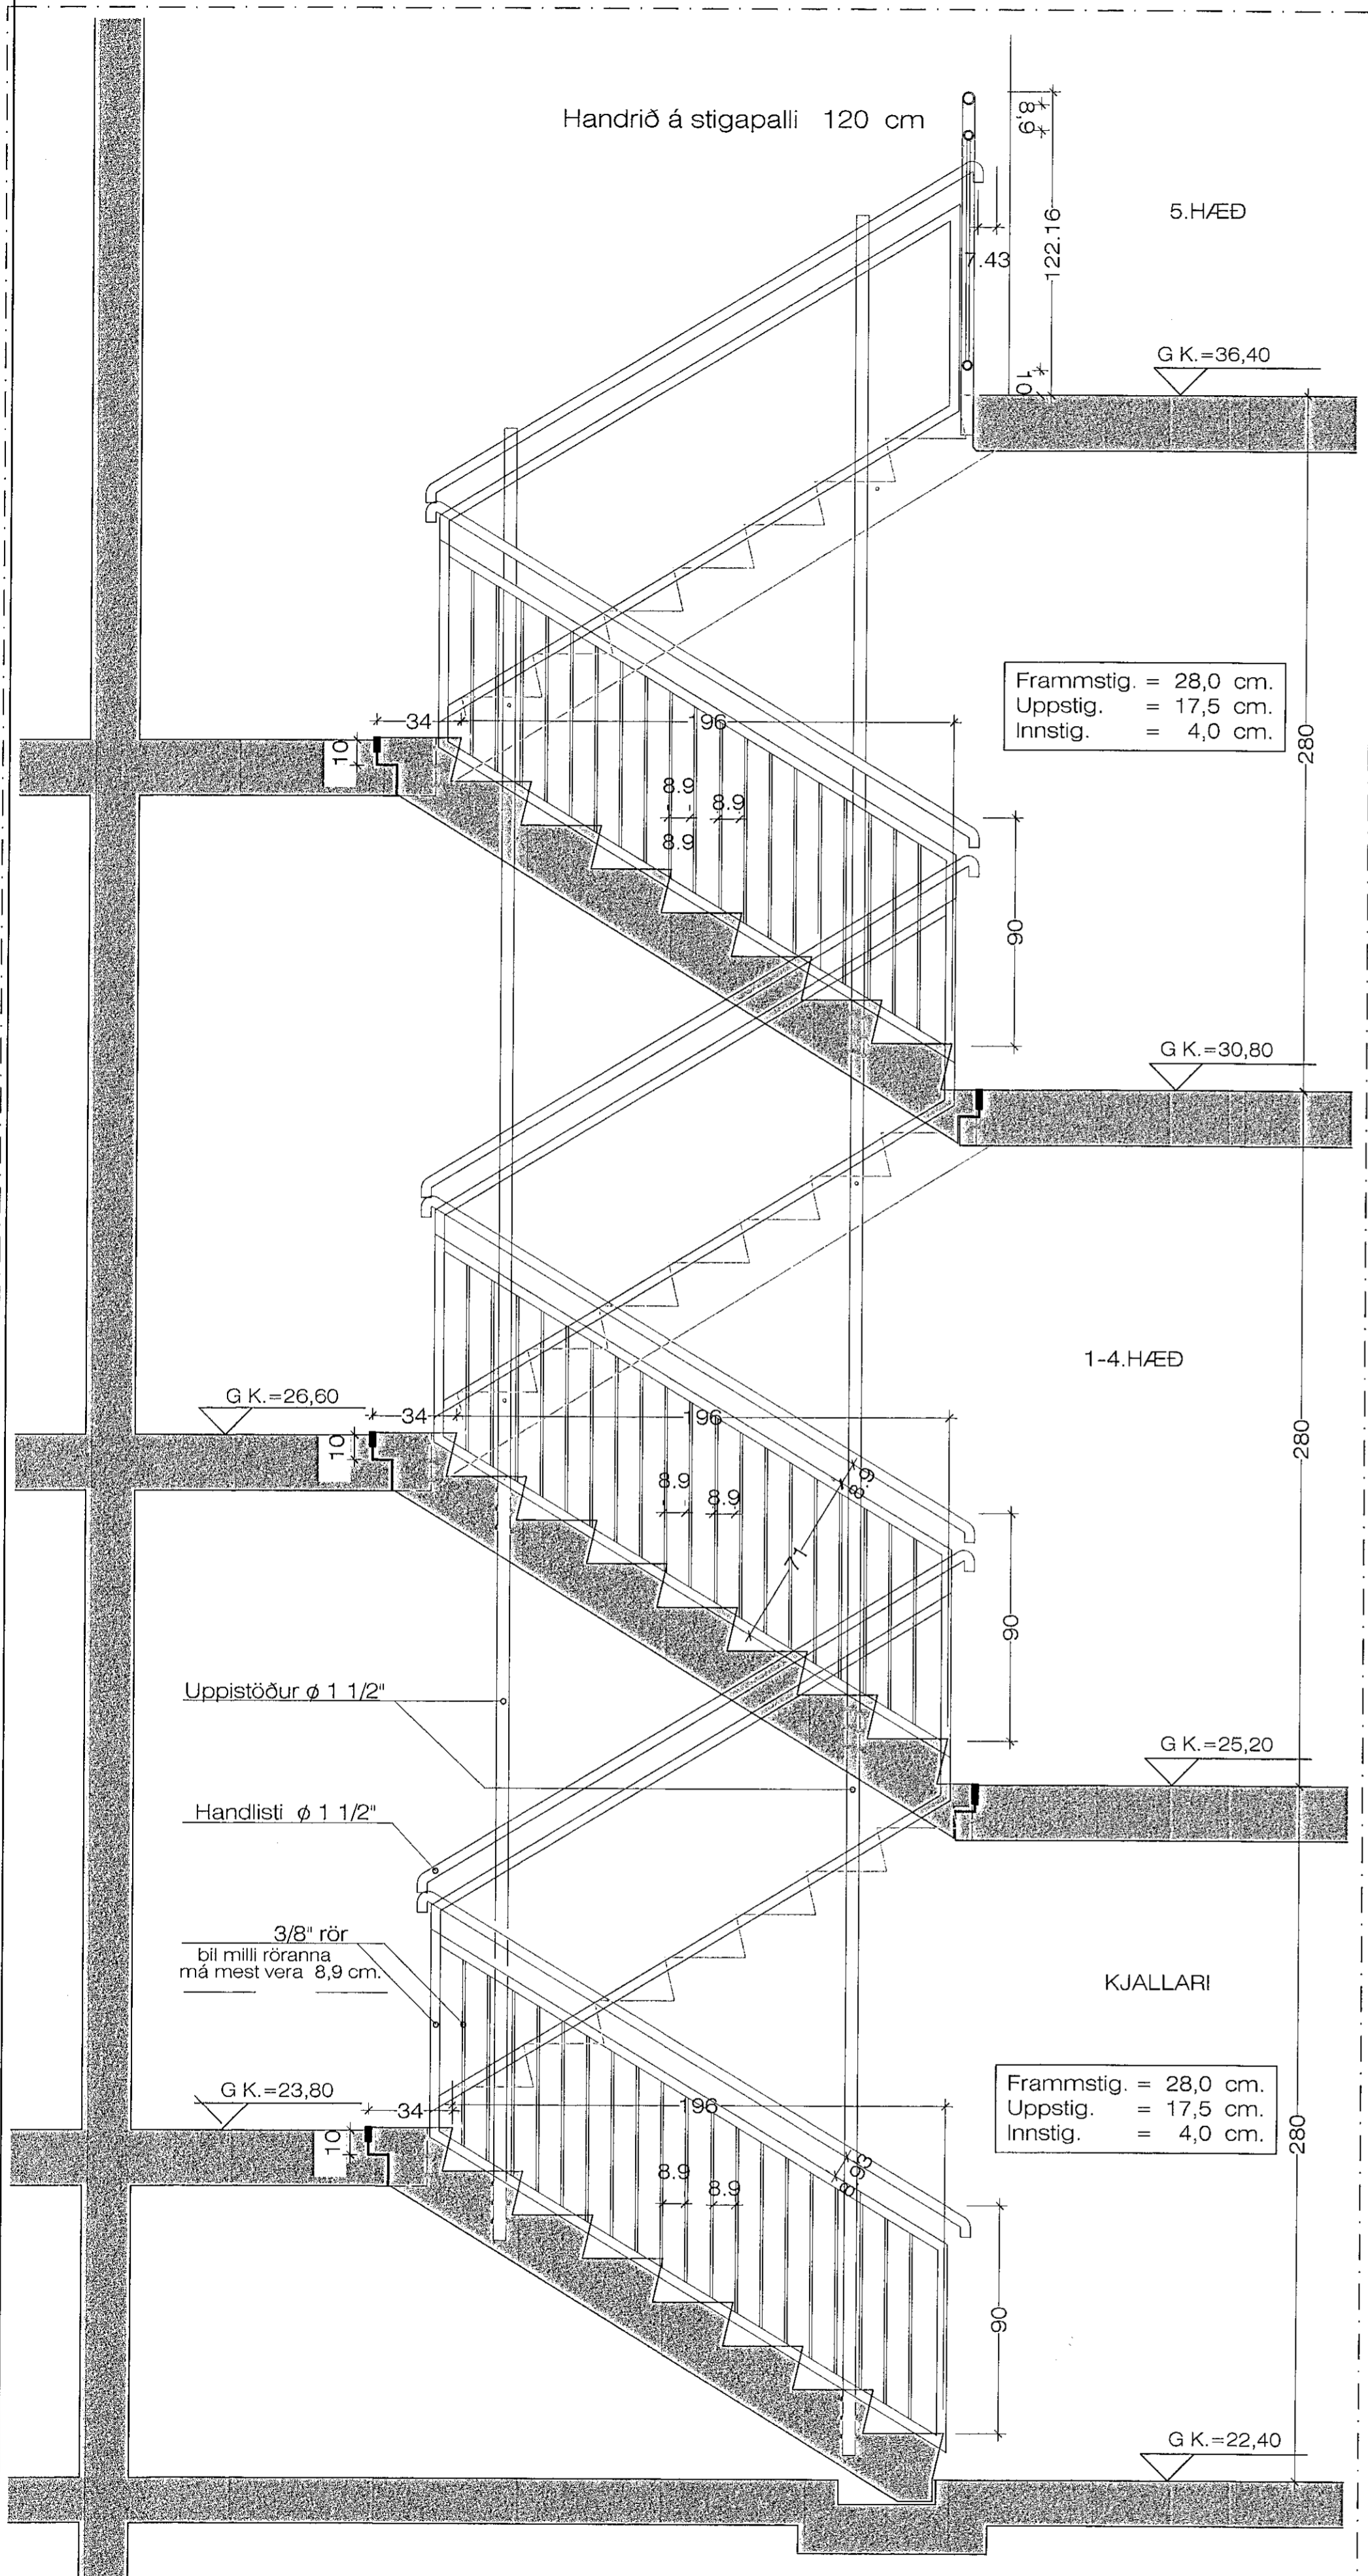 Handrið á stigapalli 120 cm
8.9
122.16
5.HÆÐ
7.43
G K.=36,40
10
Frammstig. = 28,0 cm.
Uppstig. = 17,5 cm.
Innstig. = 4,0 cm.
34
196
10
280
8.9
8.9
8.9
90
G K.=30,80
1-4.HÆÐ
G K.=26,60
34
196
10
280
8.9
8.9
8.9
71
90
Uppistöður ø 1 1/2"
G K.=25,20
Handlisti ø 1 1/2"
3/8" rör
bil milli röranna
má mest vera 8,9 cm.
KJALLARI
G K.=23,80
34
196
Frammstig. = 28,0 cm.
Uppstig. = 17,5 cm.
Innstig. = 4,0 cm.
10
280
8.9
8.9
8.93
90
G K.=22,40